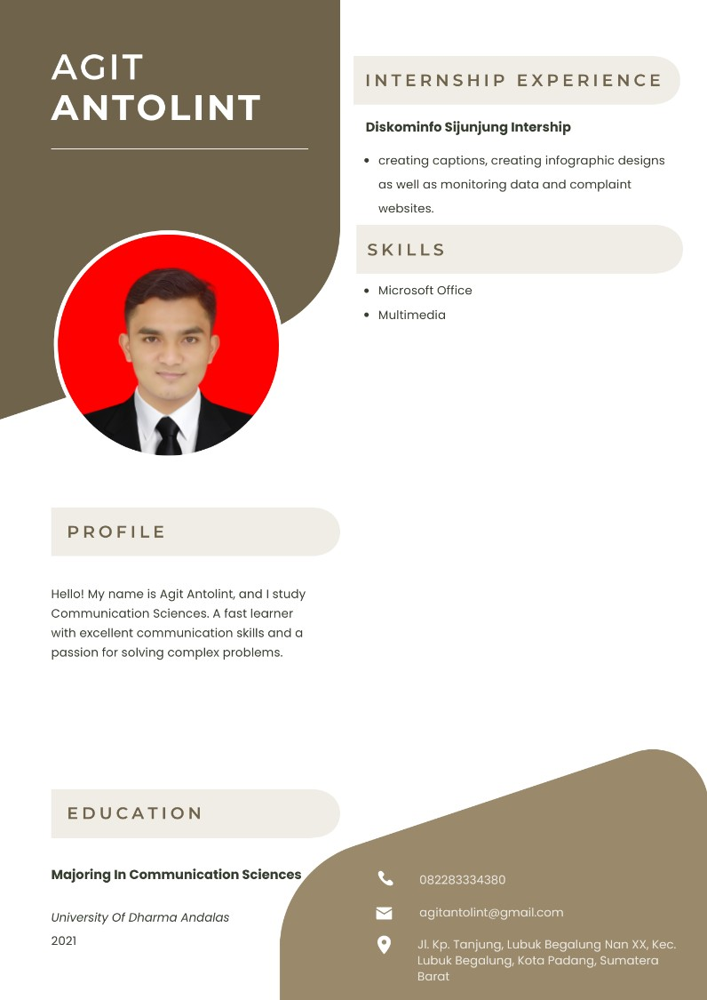 AGIT
ANTOLINT
PROFILE
Hello! My name is Agit Antolint, and I study
Communication Sciences. A fast learner
with excellent communication skills and a
passion for solving complex problems.
EDUCATION
Majoring In Communication Sciences
University Of Dharma Andalas
2021
INTERNSHIP EXPERIENCE
Diskominfo Sijunjung Intership
• creating captions, creating infographic designs
as well as monitoring data and complaint
websites.
SKILLS
• Microsoft Office
• Multimedia
082283334380
agitantolint@gmail.com
Jl. Kp. Tanjung, Lubuk Begalung Nan XX, Kec.
Lubuk Begalung, Kota Padang, Sumatera
Barat